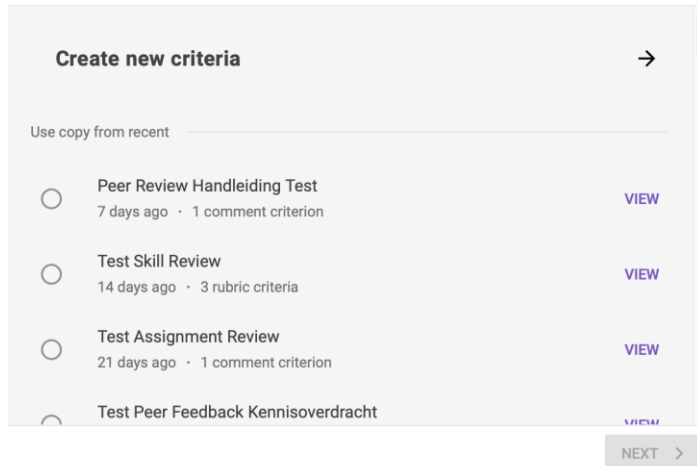 Create new criteria
Use copy from recent
Peer Review Handleiding Test
VIEW
7 days ago · 1 comment criterion
Test Skill Review
VIEW
14 days ago · 3 rubric criteria
Test Assignment Review
VIEW
21 days ago · 1 comment criterion
Test Peer Feedback Kennisoverdracht
VIEW
NEXT